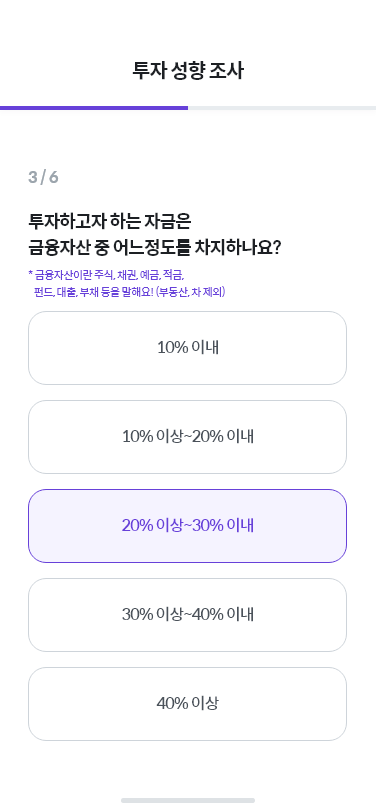 투자 성향 조사
3 / 6
투자하고자 하는 자금은
금융자산 중 어느정도를 차지하나요?
* 금융자산이란 주식, 채권, 예금, 적금,
펀드, 대출, 부채 등을 말해요! (부동산, 차 제외)
10% 이내
10% 이상~20% 이내
20% 이상~30% 이내
30% 이상~40% 이내
40% 이상